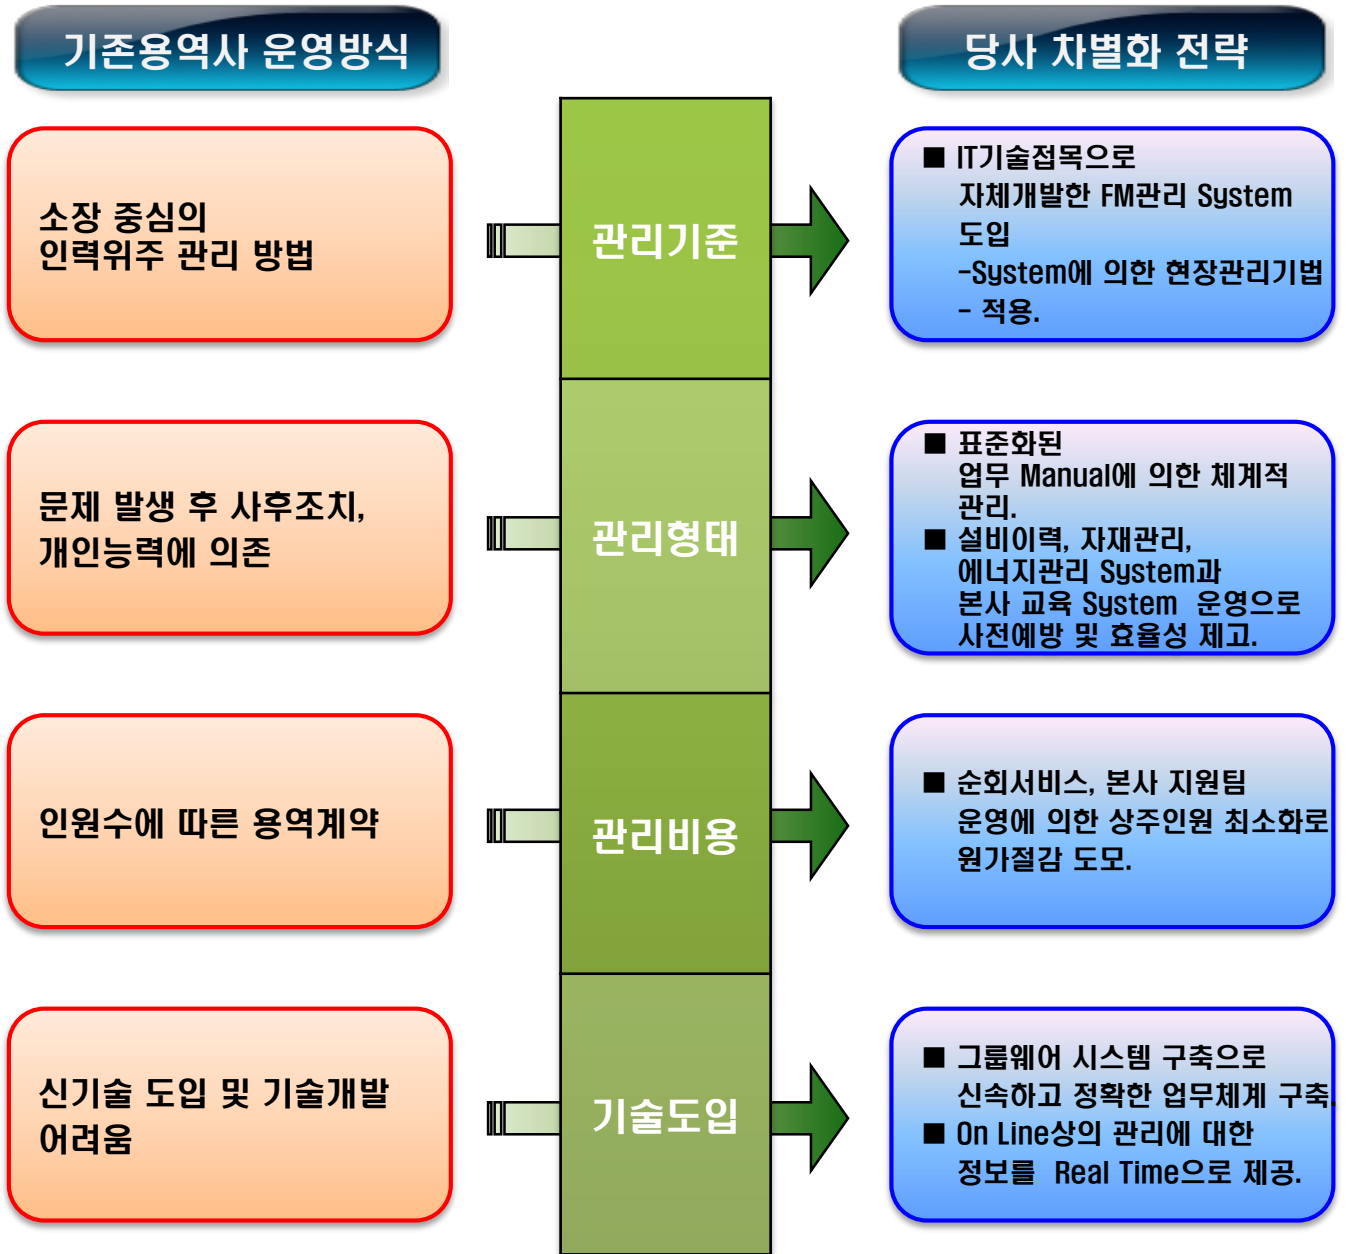 기존용역사 운영방식
당사 차별화 전략
소장 중심의
인력위주 관리 방법
관리기준
■ IT기술접목으로
자체개발한 FM관리 System
도입
-System에 의한 현장관리기법
- 적용.
문제 발생 후 사후조치,
개인능력에 의존
관리형태
■ 표준화된
업무 Manual에 의한 체계적
관리.
■ 설비이력, 자재관리,
에너지관리 System과
본사 교육 System 운영으로
사전예방 및 효율성 제고.
인원수에 따른 용역계약
관리비용
■ 순회서비스, 본사 지원팀
운영에 의한 상주인원 최소화로
원가절감 도모.
신기술 도입 및 기술개발
어려움
기술도입
■ 그룹웨어 시스템 구축으로
신속하고 정확한 업무체계 구축.
■ On Line상의 관리에 대한
정보를 Real Time으로 제공.